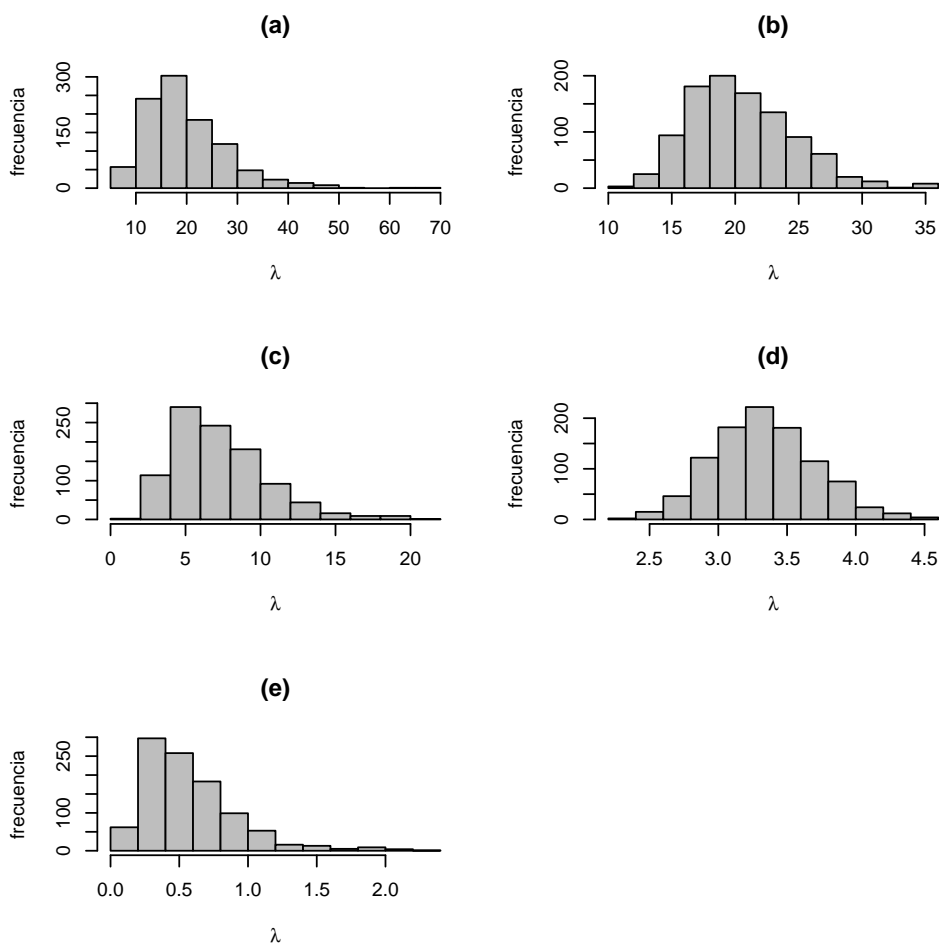 (a)
frecuencia
0 150 300
10 20 30 40 50 60 70
λ
(b)
frecuencia
0 100 200
10 15 20 25 30 35
λ
(c)
frecuencia
0 100 250
0 5 10 15 20
λ
(d)
frecuencia
0 100 200
2.5 3.0 3.5 4.0 4.5
λ
(e)
frecuencia
0 100 250
0.0 0.5 1.0 1.5 2.0
λ